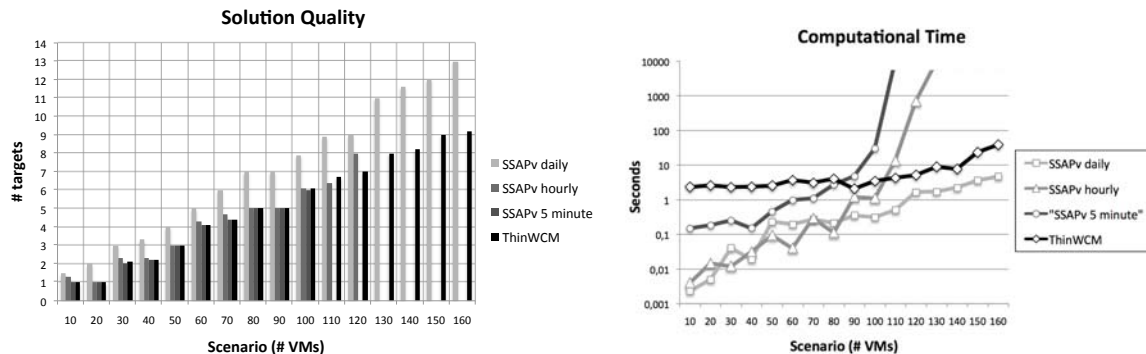 Solution Quality
14
13
12
11
10
9
8
7
6
5
4
3
2
1
0
# targets
10 20 30 40 50 60 70 80 90 100 110 120 130 140 150 160
Scenario (# VMs)
SSAPv daily
SSAPv hourly
SSAPv 5 minute
ThinWCM
Computational Time
10000
1000
100
10
1
0,1
0,01
0,001
Seconds
10 20 30 40 50 60 70 80 90 100 110 120 130 140 150 160
Scenario (# VMs)
SSAPv daily
SSAPv hourly
"SSAPv 5 minute"
ThinWCM